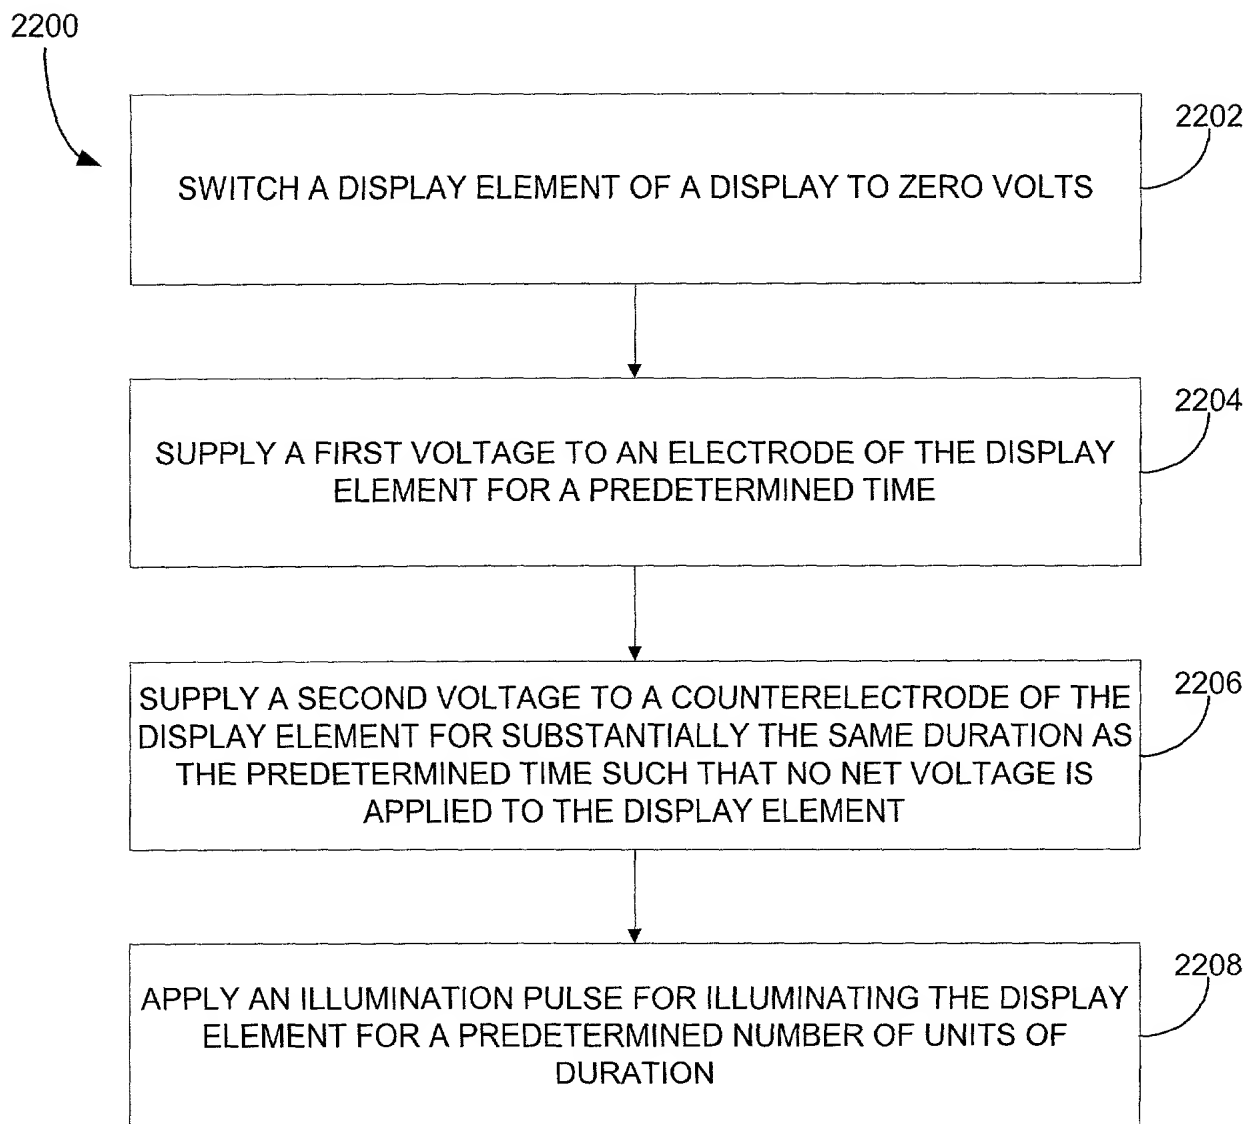 2200
2202
SWITCH A DISPLAY ELEMENT OF A DISPLAY TO ZERO VOLTS
2204
SUPPLY A FIRST VOLTAGE TO AN ELECTRODE OF THE DISPLAY
ELEMENT FOR A PREDETERMINED TIME
2206
SUPPLY A SECOND VOLTAGE TO A COUNTERELECTRODE OF THE
DISPLAY ELEMENT FOR SUBSTANTIALLY THE SAME DURATION AS
THE PREDETERMINED TIME SUCH THAT NO NET VOLTAGE IS
APPLIED TO THE DISPLAY ELEMENT
2208
APPLY AN ILLUMINATION PULSE FOR ILLUMINATING THE DISPLAY
ELEMENT FOR A PREDETERMINED NUMBER OF UNITS OF
DURATION